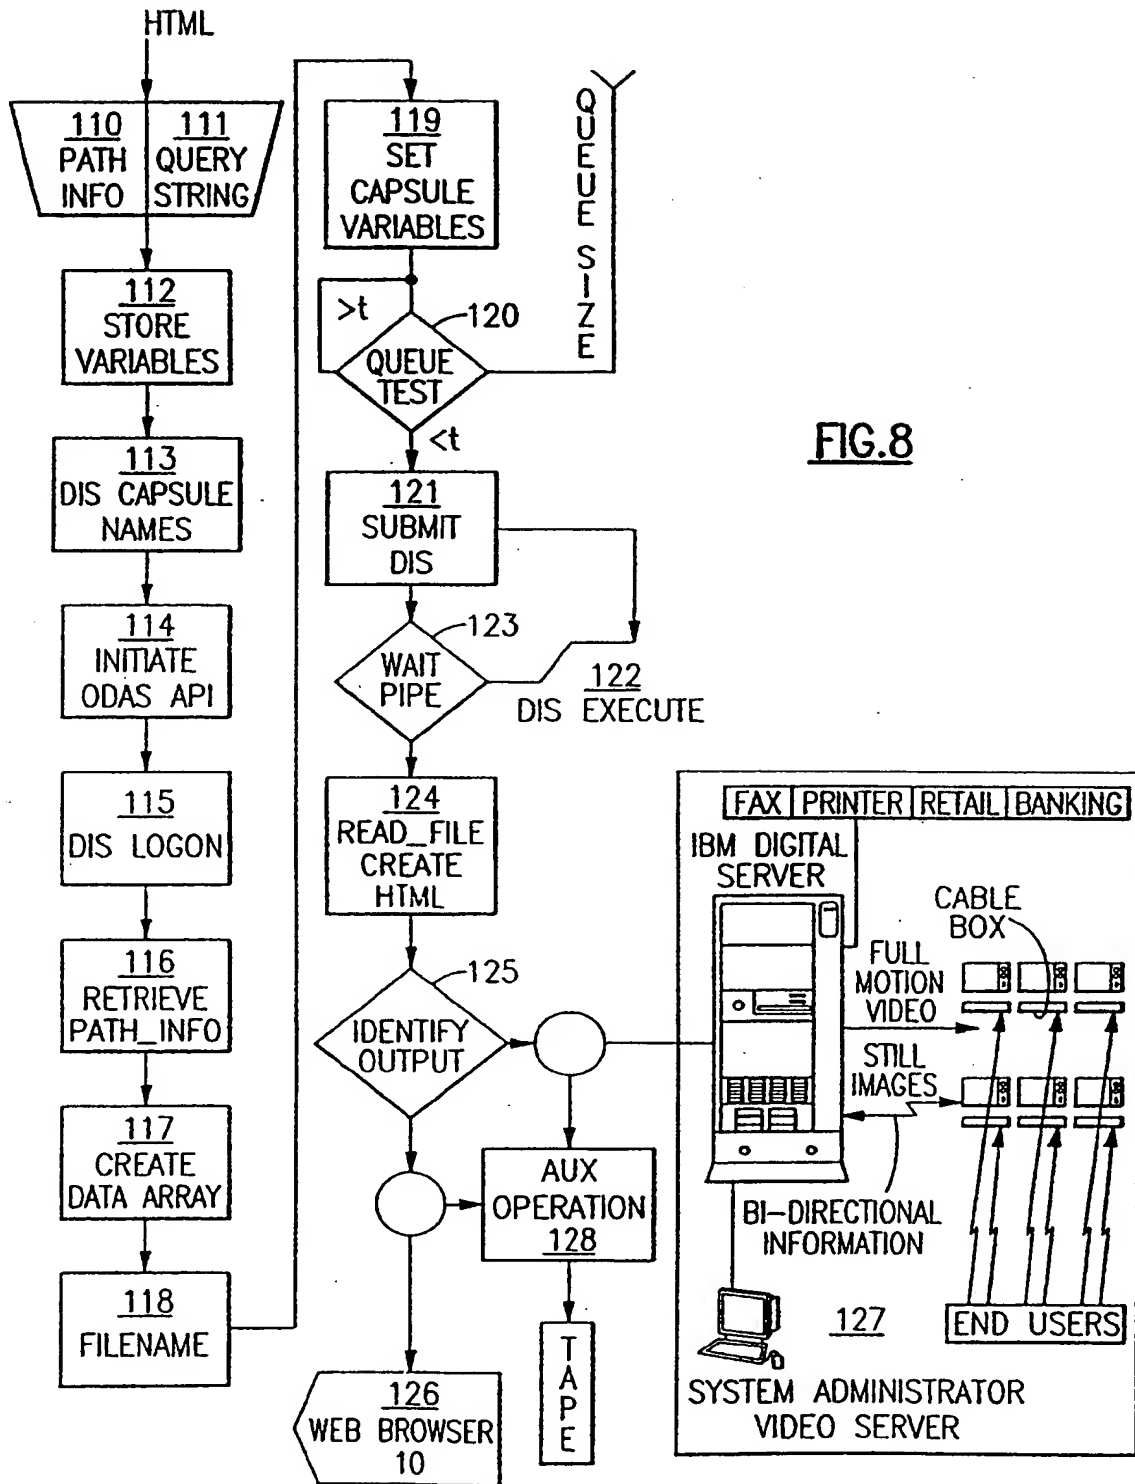 HTML
110
PATH
INFO
111
QUERY
STRING
112
STORE
VARIABLES
113
DIS CAPSULE
NAMES
114
INITIATE
ODAS API
115
DIS LOGON
116
RETRIEVE
PATH_INFO
117
CREATE
DATA ARRAY
118
FILENAME
119
SET
CAPSULE
VARIABLES
QUEUE SIZE
>t
120
QUEUE
TEST
<t
121
SUBMIT
DIS
123
WAIT
PIPE
122
DIS EXECUTE
124
READ_FILE
CREATE
HTML
125
IDENTIFY
OUTPUT
AUX
OPERATION
128
TAPE
126
WEB BROWSER
10
FIG.8
FAX PRINTER RETAIL BANKING
IBM DIGITAL
SERVER
CABLE
BOX
FULL
MOTION
VIDEO
STILL
IMAGES
BI-DIRECTIONAL
INFORMATION
127
END USERS
SYSTEM ADMINISTRATOR
VIDEO SERVER